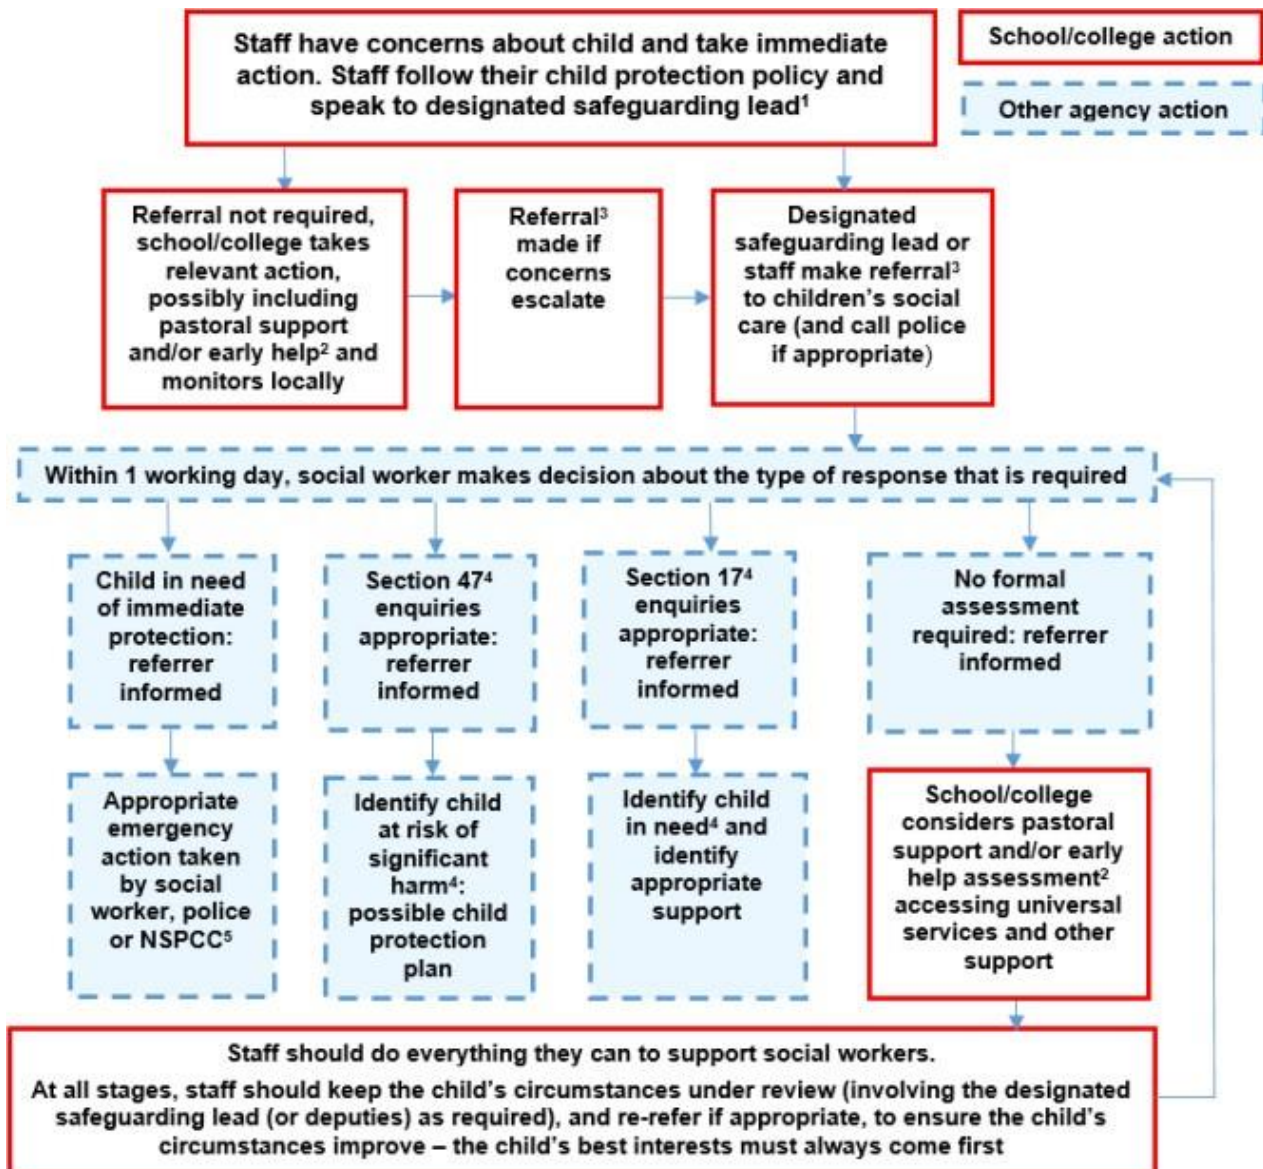 Staff have concerns about child and take immediate
action. Staff follow their child protection policy and
speak to designated safeguarding lead¹
School/college action
Other agency action
Referral not required,
school/college takes
relevant action,
possibly including
pastoral support
and/or early help² and
monitors locally
Referral³
made if
concerns
escalate
Designated
safeguarding lead or
staff make referral³
to children’s social
care (and call police
if appropriate)
Within 1 working day, social worker makes decision about the type of response that is required
Child in need
of immediate
protection:
referrer
informed
Section 47⁴
enquiries
appropriate:
referrer
informed
Section 17⁴
enquiries
appropriate:
referrer
informed
No formal
assessment
required: referrer
informed
Appropriate
emergency
action taken
by social
worker, police
or NSPCC⁵
Identify child
at risk of
significant
harm⁴:
possible child
protection
plan
Identify child
in need⁴ and
identify
appropriate
support
School/college
considers pastoral
support and/or early
help assessment²
accessing universal
services and other
support
Staff should do everything they can to support social workers.
At all stages, staff should keep the child’s circumstances under review (involving the designated
safeguarding lead (or deputies) as required), and re-refer if appropriate, to ensure the child’s
circumstances improve – the child’s best interests must always come first